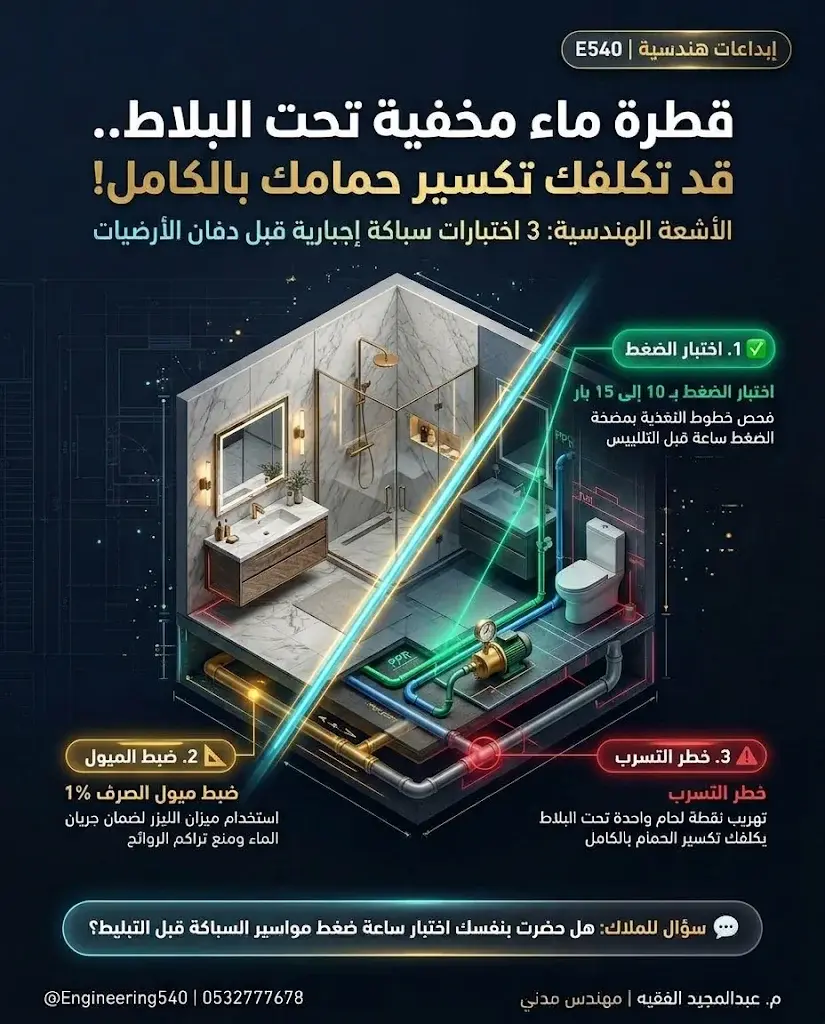 إبداعات هندسية | E540
قطرة ماء مخفية تحت البلاط..
قد تكلفك تكسير حمامك بالكامل!
الأشعة الهندسية: 3 اختبارات سباكة إجبارية قبل دفان الأرضيات
1. اختبار الضغط
اختبار الضغط بـ 10 إلى 15 بار
فحص خطوط التغذية بمضخة
الضغط ساعة قبل التلييس
PPR
PPR
2. ضبط الميول
ضبط ميول الصرف 1%
استخدام ميزان الليزر لضمان جريان
الماء ومنع تراكم الروائح
3. خطر التسرب
خطر التسرب
تهريب نقطة لحام واحدة تحت البلاط
يكلفك تكسير الحمام بالكامل
سؤال للملاك: هل حضرت بنفسك اختبار ساعة ضغط مواسير السباكة قبل التبليط؟
م. عبدالمجيد الفقيه | مهندس مدني
@Engineering540 | 0532777678